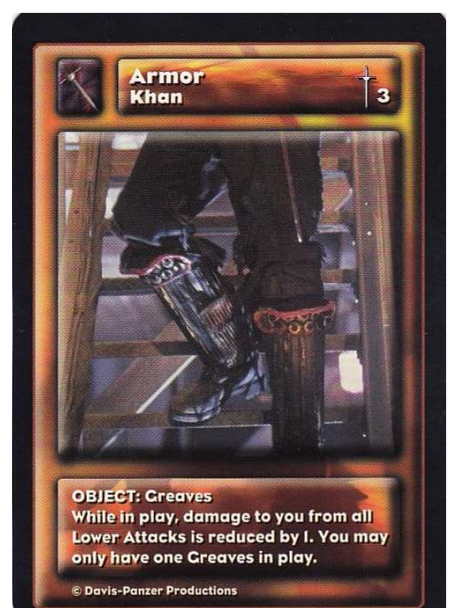 Armor
Khan
3
OBJECT: Greaves
While in play, damage to you from all
Lower Attacks is reduced by 1. You may
only have one Greaves in play.
© Davis-Panzer Productions